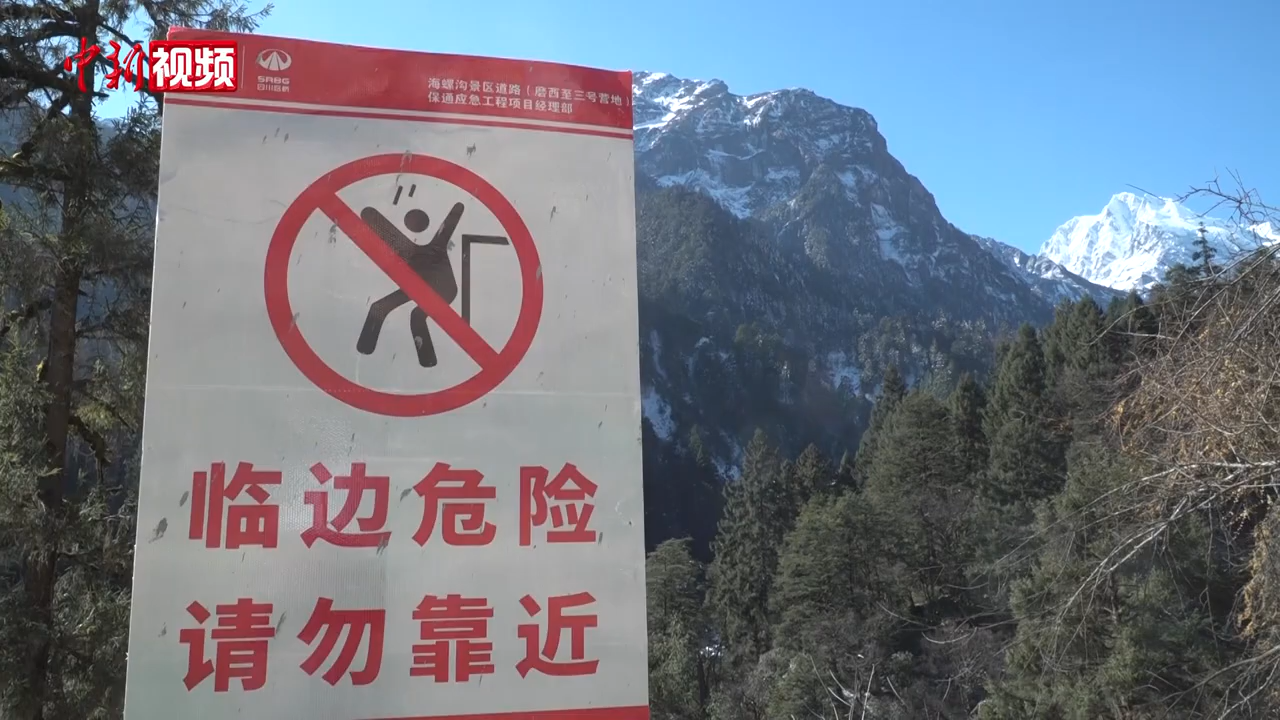 中新视频
SRBG
四川路桥
海螺沟景区道路（磨西至三号营地）
保通应急工程项目经理部
临边危险
请勿靠近